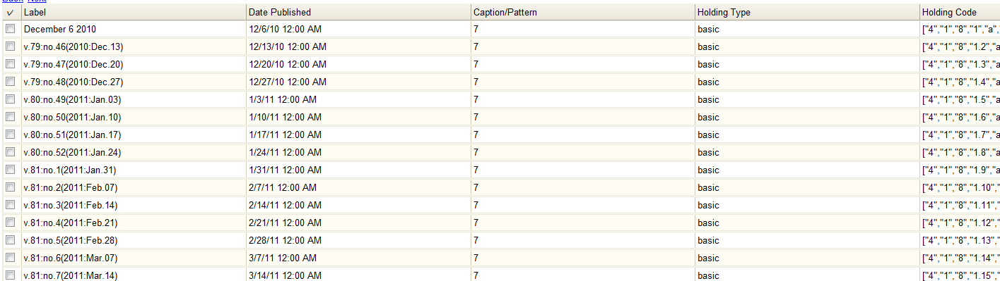 Back Next
✓ Label Date Published Caption/Pattern Holding Type Holding Code
December 6 2010 12/6/10 12:00 AM 7 basic ["4","1","8","1","a",
v.79:no.46(2010:Dec.13) 12/13/10 12:00 AM 7 basic ["4","1","8","1.2","a
v.79:no.47(2010:Dec.20) 12/20/10 12:00 AM 7 basic ["4","1","8","1.3","a
v.79:no.48(2010:Dec.27) 12/27/10 12:00 AM 7 basic ["4","1","8","1.4","a
v.80:no.49(2011:Jan.03) 1/3/11 12:00 AM 7 basic ["4","1","8","1.5","a
v.80:no.50(2011:Jan.10) 1/10/11 12:00 AM 7 basic ["4","1","8","1.6","a
v.80:no.51(2011:Jan.17) 1/17/11 12:00 AM 7 basic ["4","1","8","1.7","a
v.80:no.52(2011:Jan.24) 1/24/11 12:00 AM 7 basic ["4","1","8","1.8","a
v.81:no.1(2011:Jan.31) 1/31/11 12:00 AM 7 basic ["4","1","8","1.9","a
v.81:no.2(2011:Feb.07) 2/7/11 12:00 AM 7 basic ["4","1","8","1.10","
v.81:no.3(2011:Feb.14) 2/14/11 12:00 AM 7 basic ["4","1","8","1.11","
v.81:no.4(2011:Feb.21) 2/21/11 12:00 AM 7 basic ["4","1","8","1.12","
v.81:no.5(2011:Feb.28) 2/28/11 12:00 AM 7 basic ["4","1","8","1.13","
v.81:no.6(2011:Mar.07) 3/7/11 12:00 AM 7 basic ["4","1","8","1.14","
v.81:no.7(2011:Mar.14) 3/14/11 12:00 AM 7 basic ["4","1","8","1.15","